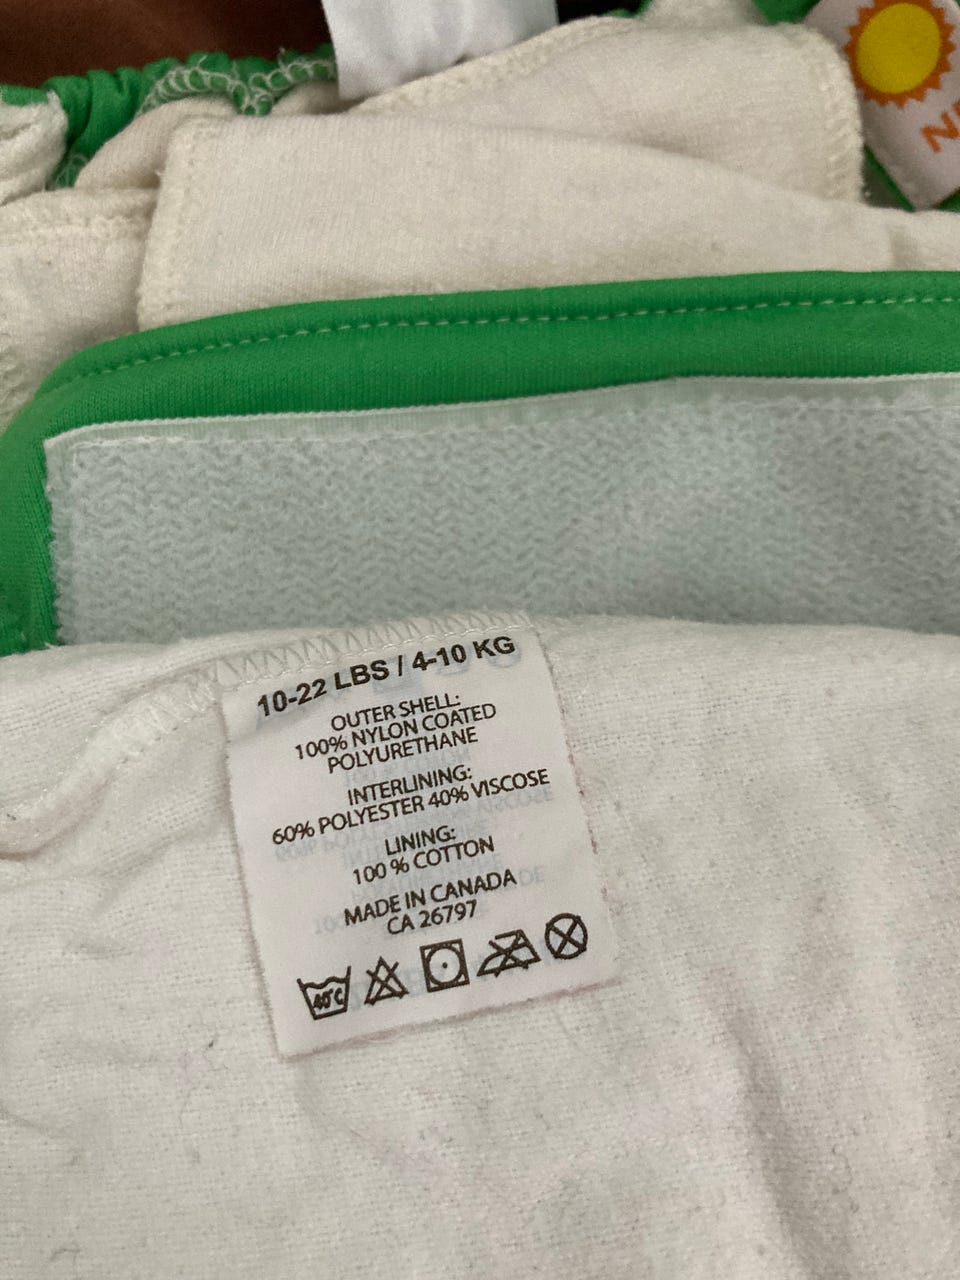 10-22 LBS / 4-10 KG
OUTER SHELL:
100% NYLON COATED
POLYURETHANE
INTERLINING:
60% POLYESTER 40% VISCOSE
LINING:
100 % COTTON
MADE IN CANADA
CA 26797
40°C